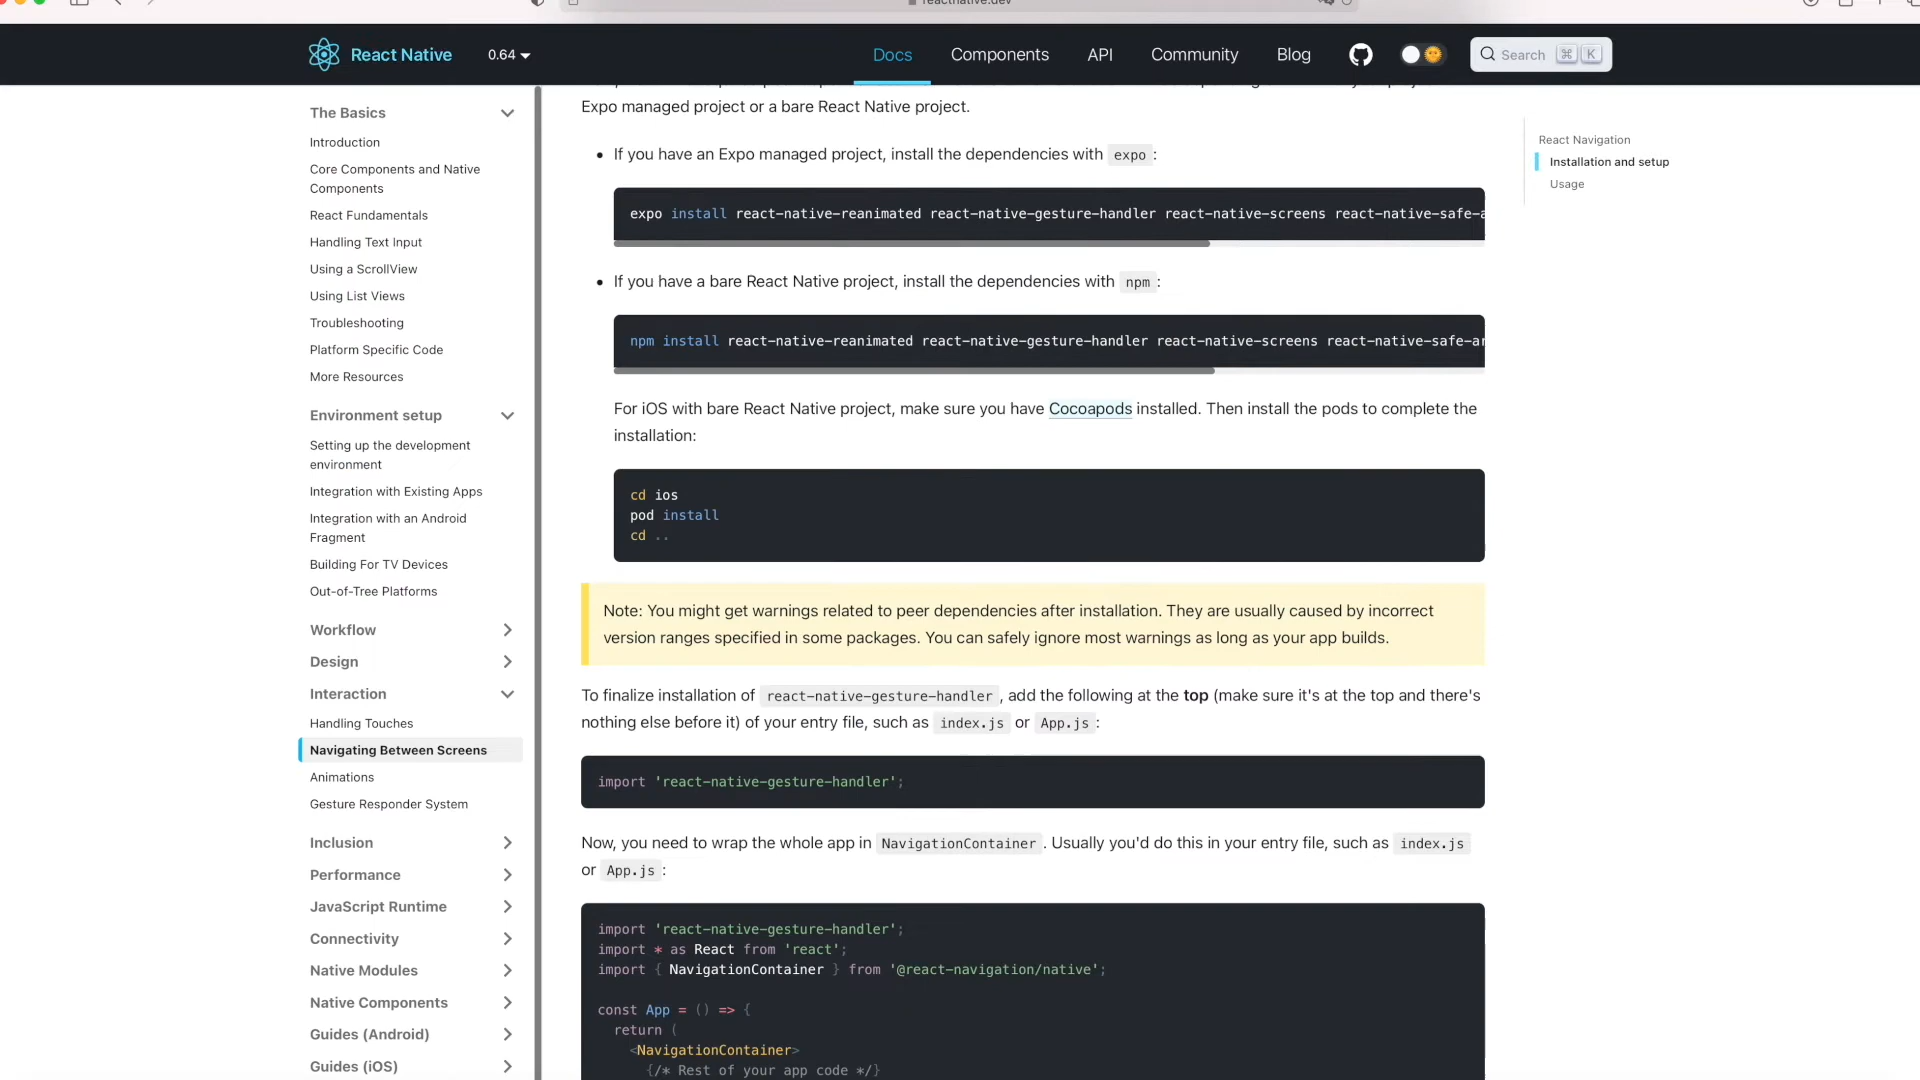 reactnative.dev
React Native
0.64
Docs
Components
API
Community
Blog
Search ⌘ K
The Basics
Introduction
Core Components and Native
Components
React Fundamentals
Handling Text Input
Using a ScrollView
Using List Views
Troubleshooting
Platform Specific Code
More Resources
Environment setup
Setting up the development
environment
Integration with Existing Apps
Integration with an Android
Fragment
Building For TV Devices
Out-of-Tree Platforms
Workflow
Design
Interaction
Handling Touches
Navigating Between Screens
Animations
Gesture Responder System
Inclusion
Performance
JavaScript Runtime
Connectivity
Native Modules
Native Components
Guides (Android)
Guides (iOS)
Expo managed project or a bare React Native project.
• If you have an Expo managed project, install the dependencies with expo :
expo install react-native-reanimated react-native-gesture-handler react-native-screens react-native-safe-a
• If you have a bare React Native project, install the dependencies with npm :
npm install react-native-reanimated react-native-gesture-handler react-native-screens react-native-safe-ar
For iOS with bare React Native project, make sure you have Cocoapods installed. Then install the pods to complete the
installation:
cd ios
pod install
cd ..
Note: You might get warnings related to peer dependencies after installation. They are usually caused by incorrect
version ranges specified in some packages. You can safely ignore most warnings as long as your app builds.
To finalize installation of react-native-gesture-handler , add the following at the top (make sure it's at the top and there's
nothing else before it) of your entry file, such as index.js or App.js :
import 'react-native-gesture-handler';
Now, you need to wrap the whole app in NavigationContainer . Usually you'd do this in your entry file, such as index.js
or App.js :
import 'react-native-gesture-handler';
import * as React from 'react';
import { NavigationContainer } from '@react-navigation/native';
const App = () => {
return (
<NavigationContainer>
{/* Rest of your app code */}
React Navigation
Installation and setup
Usage